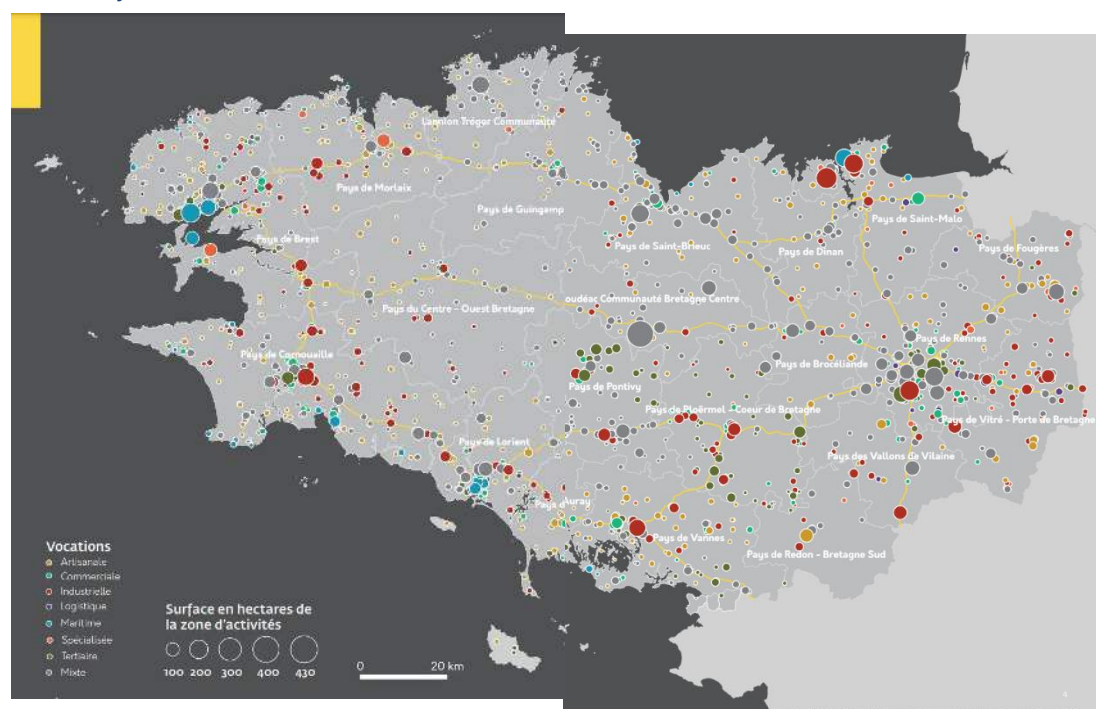 Lannion Trégor Communauté
Pays de Morlaix
Pays de Guingamp
Pays de Saint-Malo
Pays de Brest
Pays de Saint-Brieuc
Pays de Dinan
Pays de Fougères
oudéac Communauté Bretagne Centre
Pays du Centre - Ouest Bretagne
Pays de Rennes
Pays de Cornouaille
Pays de Brocéliande
Pays de Pontivy
Pays de Ploërmel - Coeur de Bretagne
Pays de Vitré - Porte de Bretagne
Pays de Lorient
Pays des Vallons de Vilaine
Pays d'Auray
Pays de Vannes
Pays de Redon - Bretagne Sud
Vocations
Artisanale
Commerciale
Industrielle
Logistique
Maritime
Spécialisée
Tertiaire
Mixte
Surface en hectares de
la zone d'activités
100 200 300 400 430
0 20 km
4